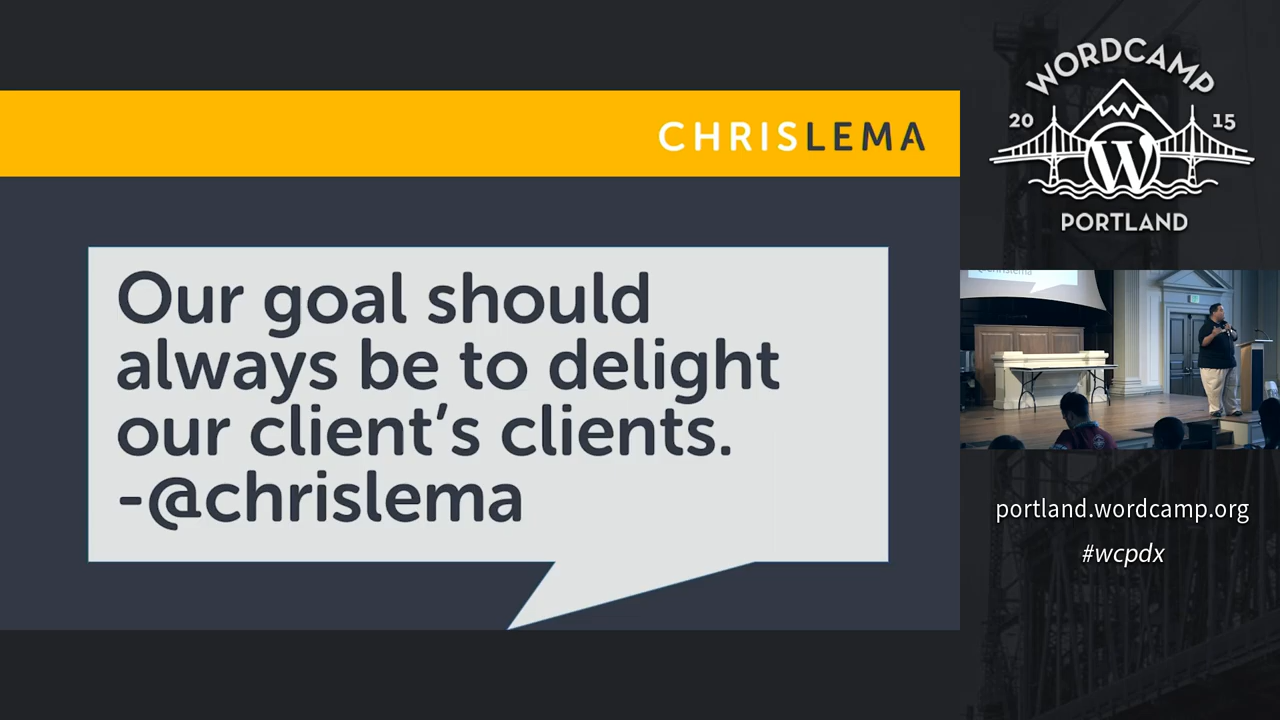 CHRISLEMA
Our goal should
always be to delight
our client's clients.
-@chrislema
WORDCAMP
20 15
W
PORTLAND
@chrislema
portland.wordcamp.org
#wcpdx